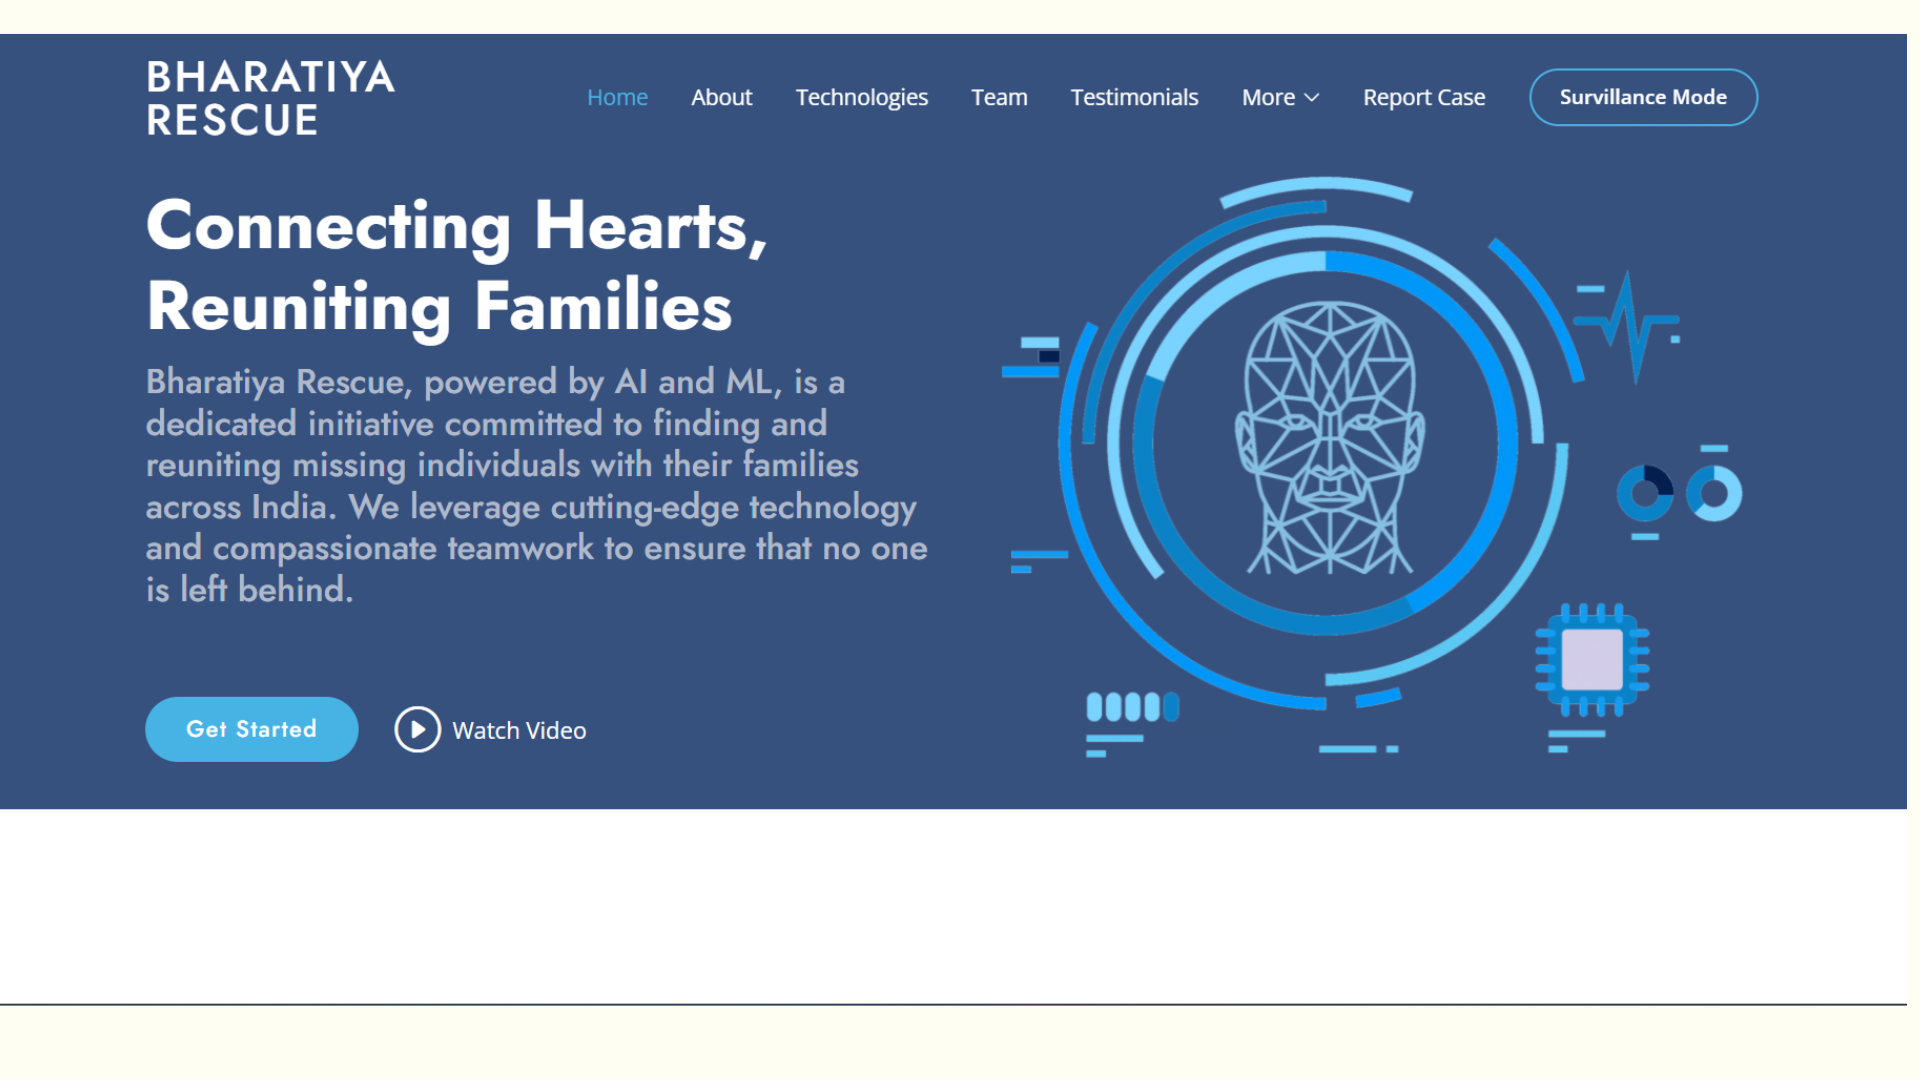 BHARATIYA
RESCUE
Home About Technologies Team Testimonials More Report Case Survillance Mode
Connecting Hearts,
Reuniting Families
Bharatiya Rescue, powered by AI and ML, is a
dedicated initiative committed to finding and
reuniting missing individuals with their families
across India. We leverage cutting-edge technology
and compassionate teamwork to ensure that no one
is left behind.
Get Started Watch Video